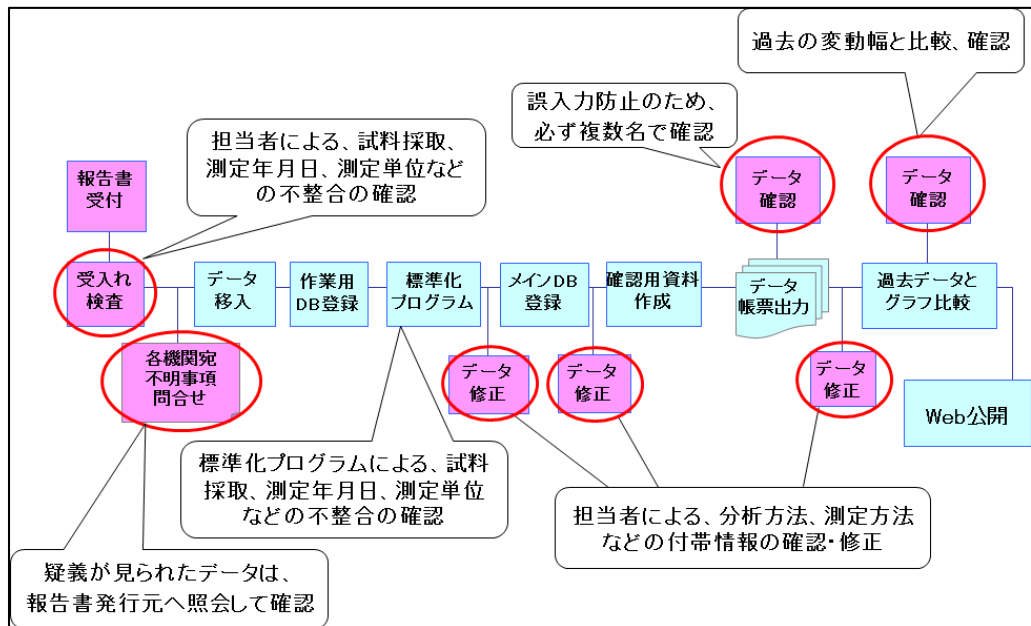 過去の変動幅と比較、確認
誤入力防止のため、
必ず複数名で確認
担当者による、試料採取、
測定年月日、測定単位など
の不整合の確認
報告書
受付
データ
確認
データ
確認
受入れ
検査
データ
移入
作業用
DB登録
標準化
プログラム
メインDB
登録
確認用資料
作成
データ
帳票出力
過去データと
グラフ比較
各機関宛
不明事項
問合せ
データ
修正
データ
修正
データ
修正
Web公開
標準化プログラムによる、試料
採取、測定年月日、測定単位
などの不整合の確認
担当者による、分析方法、測定方法
などの付帯情報の確認・修正
疑義が見られたデータは、
報告書発行元へ照会して確認